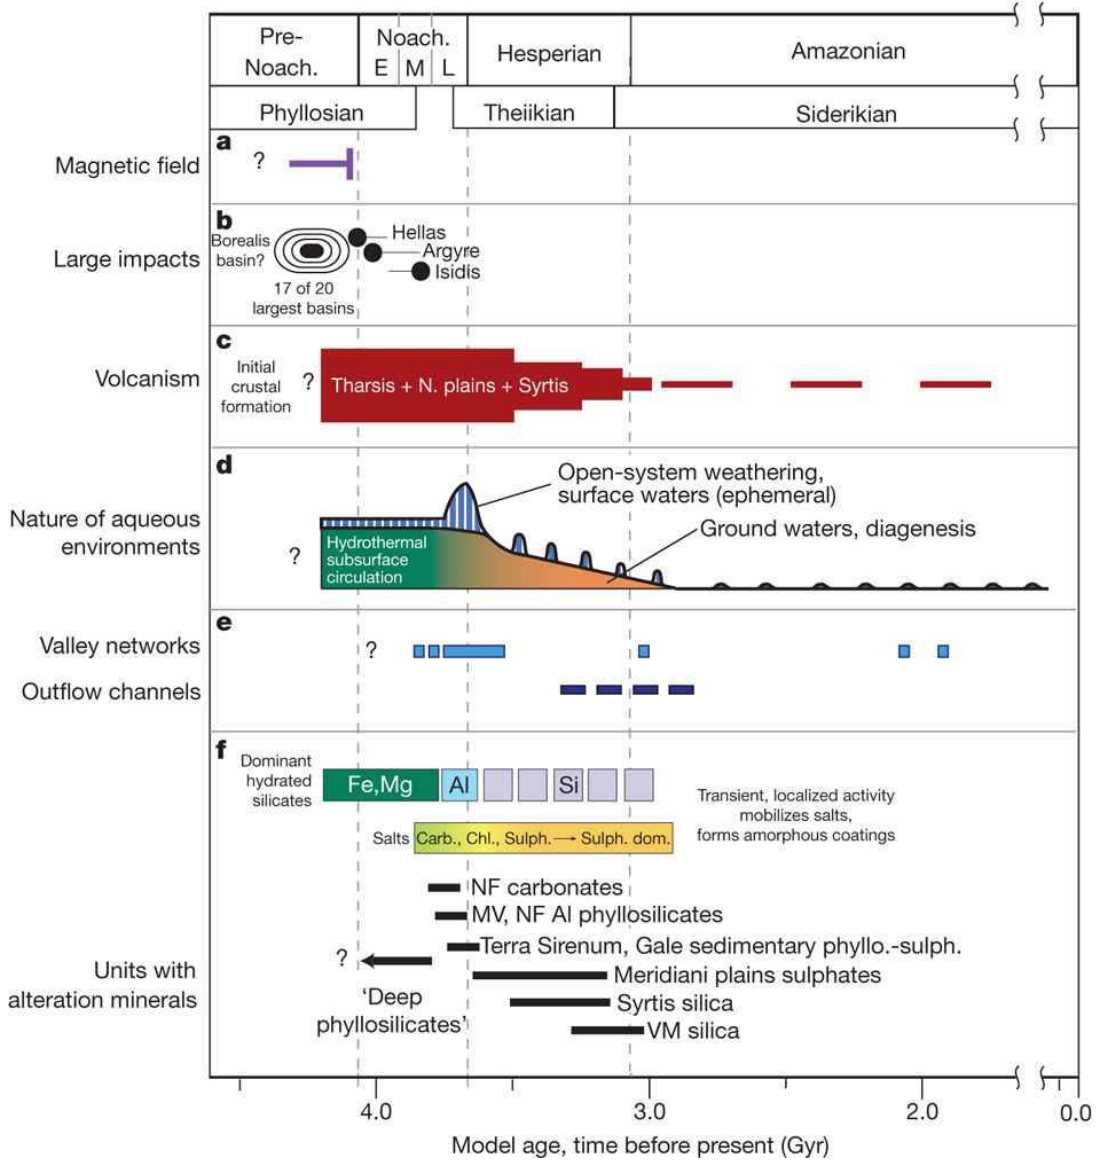 Pre-
Noach.
Noach.
E M L
Hesperian
Amazonian
Phyllosian
Theiikian
Siderikian
a
Magnetic field
?
b
Large impacts
Borealis
basin?
Hellas
Argyre
Isidis
17 of 20
largest basins
c
Volcanism
Initial
crustal
formation
?
Tharsis + N. plains + Syrtis
d
Nature of aqueous
environments
?
Open-system weathering,
surface waters (ephemeral)
Ground waters, diagenesis
Hydrothermal
subsurface
circulation
e
Valley networks
?
Outflow channels
f
Dominant
hydrated
silicates
Fe,Mg
Al
Si
Transient, localized activity
mobilizes salts,
forms amorphous coatings
Salts Carb., Chl., Sulph. → Sulph. dom.
Units with
alteration minerals
NF carbonates
MV, NF Al phyllosilicates
Terra Sirenum, Gale sedimentary phyllo.-sulph.
?
'Deep
phyllosilicates'
Meridiani plains sulphates
Syrtis silica
VM silica
4.0 3.0 2.0 0.0
Model age, time before present (Gyr)